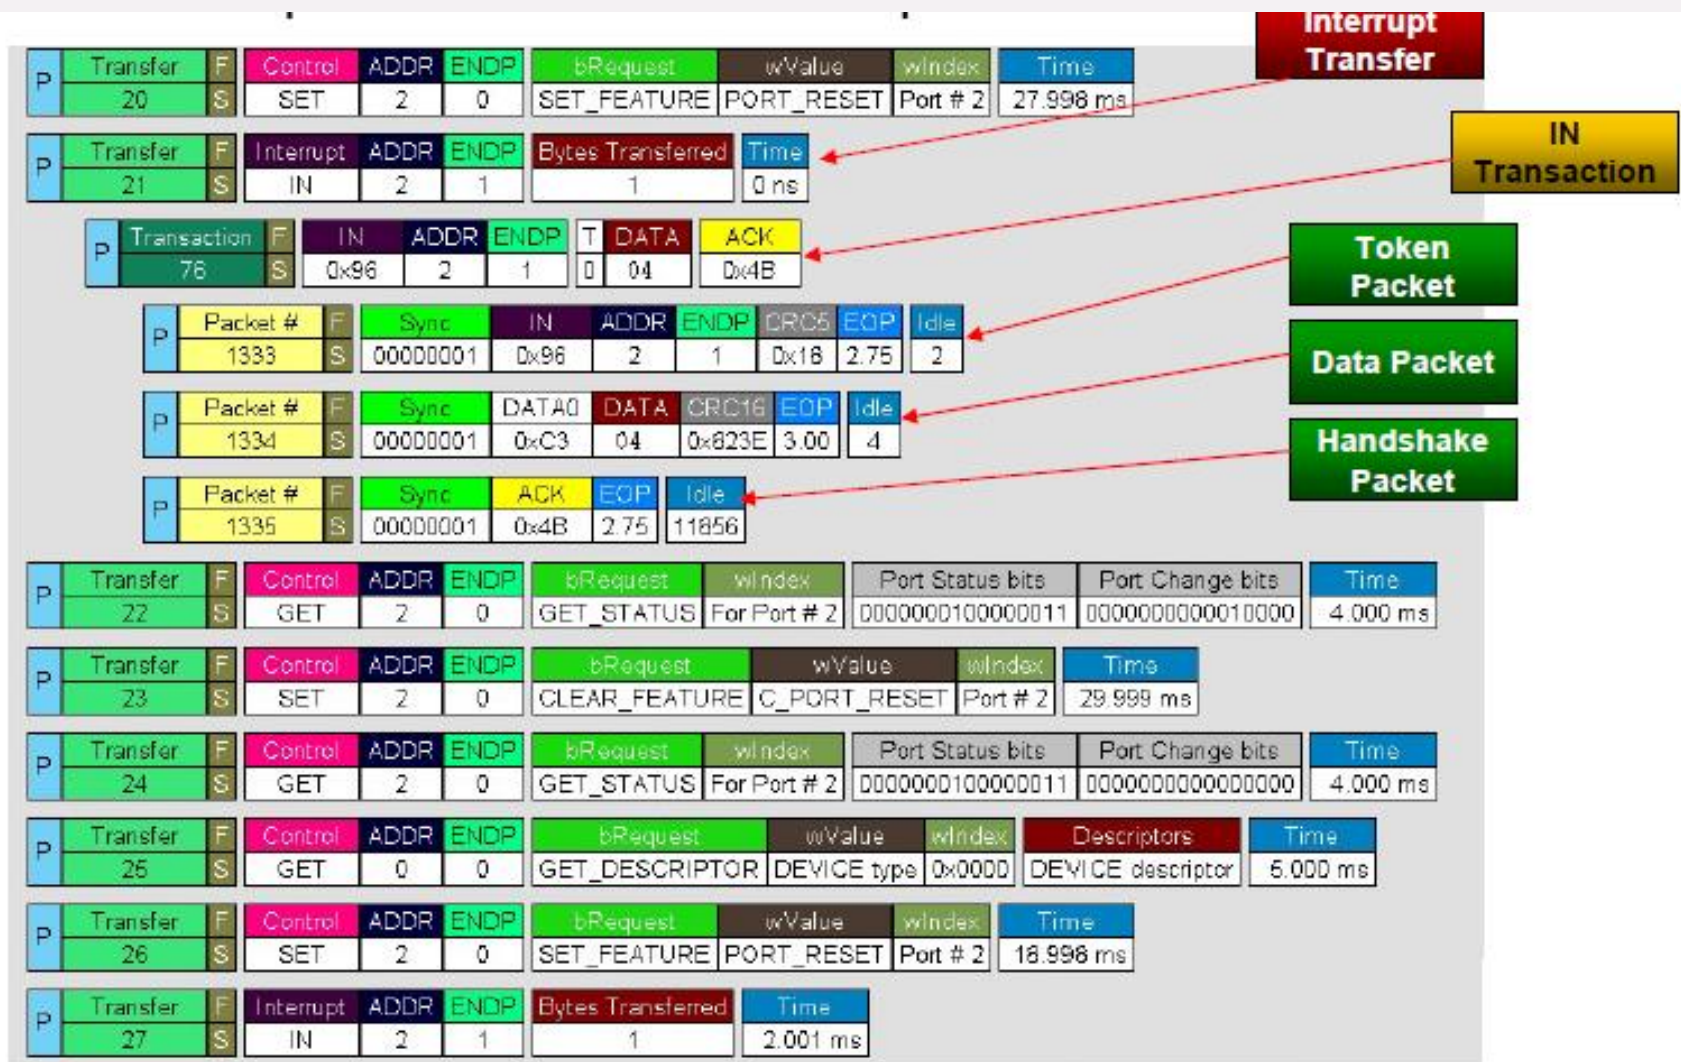 Interrupt
Transfer
P Transfer F Control ADDR ENDP bRequest wValue wIndex Time
20 S SET 2 0 SET_FEATURE PORT_RESET Port # 2 27.998 ms
IN
Transaction
P Transfer F Interrupt ADDR ENDP Bytes Transferred Time
21 S IN 2 1 1 0 ns
P Transaction F IN ADDR ENDP T DATA ACK
76 S 0x96 2 1 0 04 0x4B
Token
Packet
P Packet # F Sync IN ADDR ENDP CRC5 EOP Idle
1333 S 00000001 0x96 2 1 0x18 2.75 2
Data Packet
P Packet # F Sync DATA0 DATA CRC16 EOP Idle
1334 S 00000001 0xC3 04 0x823E 3.00 4
Handshake
Packet
P Packet # F Sync ACK EOP Idle
1335 S 00000001 0x4B 2.75 11856
P Transfer F Control ADDR ENDP bRequest wIndex Port Status bits Port Change bits Time
22 S GET 2 0 GET_STATUS For Port # 2 0000000100000011 0000000000010000 4.000 ms
P Transfer F Control ADDR ENDP bRequest wValue wIndex Time
23 S SET 2 0 CLEAR_FEATURE C_PORT_RESET Port # 2 29.999 ms
P Transfer F Control ADDR ENDP bRequest wIndex Port Status bits Port Change bits Time
24 S GET 2 0 GET_STATUS For Port # 2 0000000100000011 0000000000000000 4.000 ms
P Transfer F Control ADDR ENDP bRequest wValue wIndex Descriptors Time
25 S GET 0 0 GET_DESCRIPTOR DEVICE type 0x0000 DEVICE descriptor 5.000 ms
P Transfer F Control ADDR ENDP bRequest wValue wIndex Time
26 S SET 2 0 SET_FEATURE PORT_RESET Port # 2 18.998 ms
P Transfer F Interrupt ADDR ENDP Bytes Transferred Time
27 S IN 2 1 1 2.001 ms